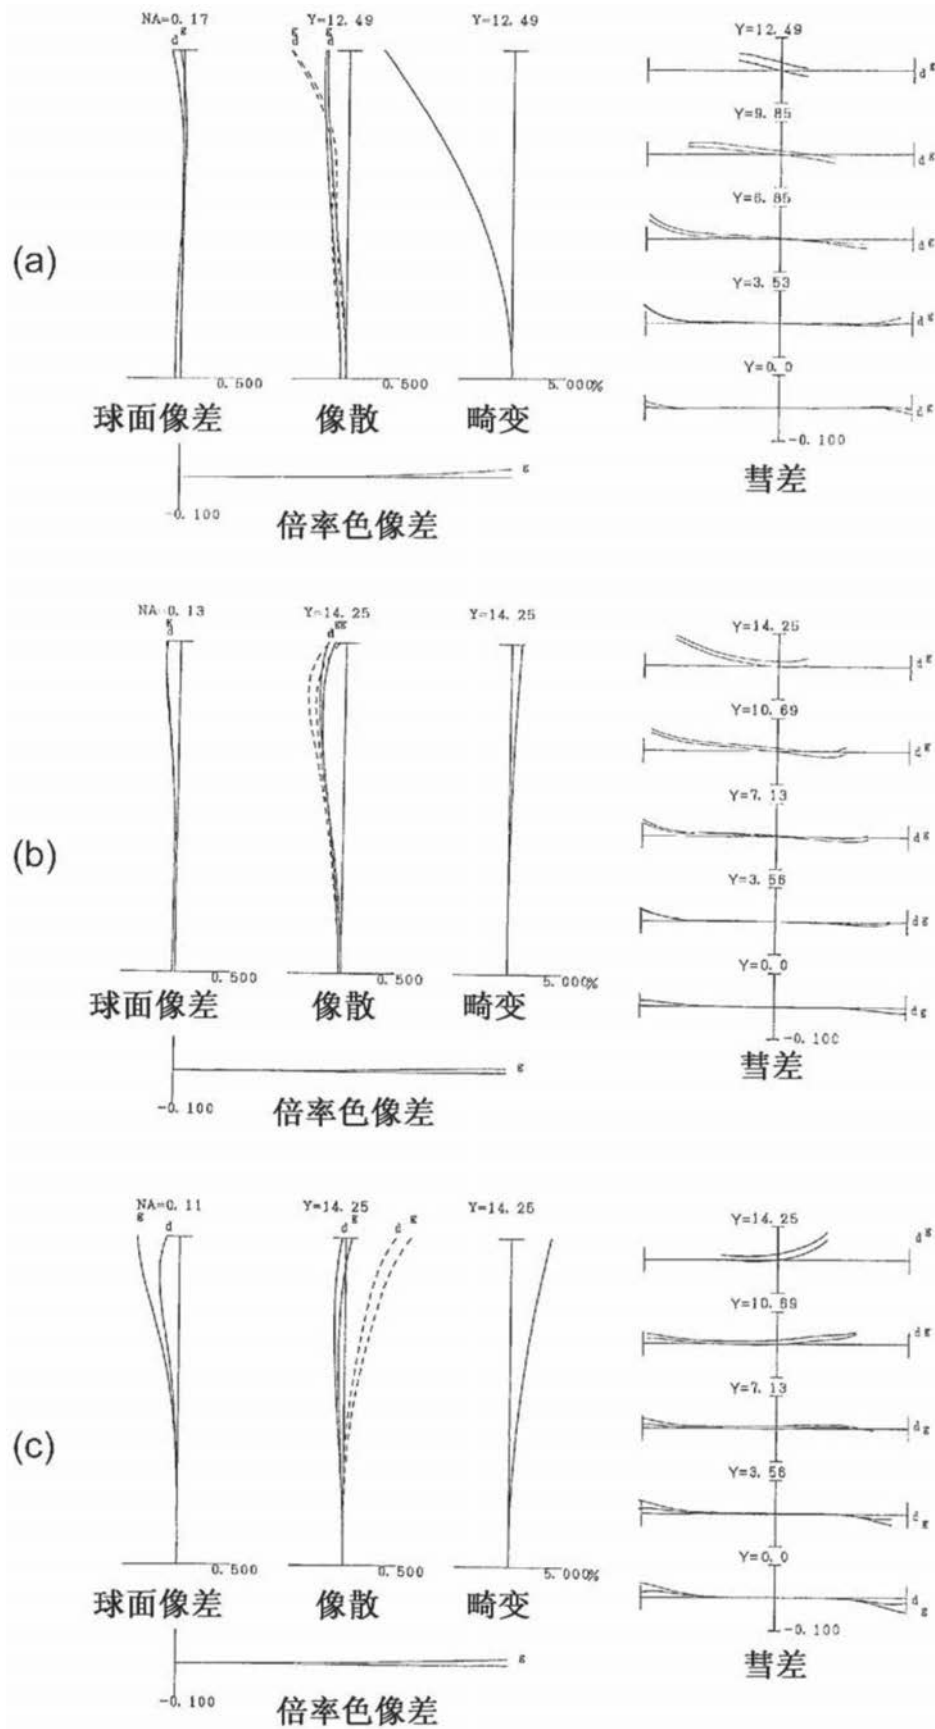 (a)
NA=0.17
d g
Y=12.49
g d
g d
Y=12.49
0.500
0.500
5.000%
球面像差
像散
畸变
Y=12.49
d g
Y=9.85
d g
Y=6.85
d g
Y=3.53
d g
Y=0.0
d g
-0.100
彗差
g
-0.100
倍率色像差
(b)
NA=0.13
g d
Y=14.25
d g g
Y=14.25
0.500
0.500
5.000%
球面像差
像散
畸变
Y=14.25
d g
Y=10.69
d g
Y=7.13
d g
Y=3.56
d g
Y=0.0
d g
-0.100
彗差
g
-0.100
倍率色像差
(c)
NA=0.11
g d
Y=14.25
d g d g
Y=14.25
0.500
0.500
5.000%
球面像差
像散
畸变
Y=14.25
d g
Y=10.69
d g
Y=7.13
d g
Y=3.56
d g
Y=0.0
d g
-0.100
彗差
g
-0.100
倍率色像差